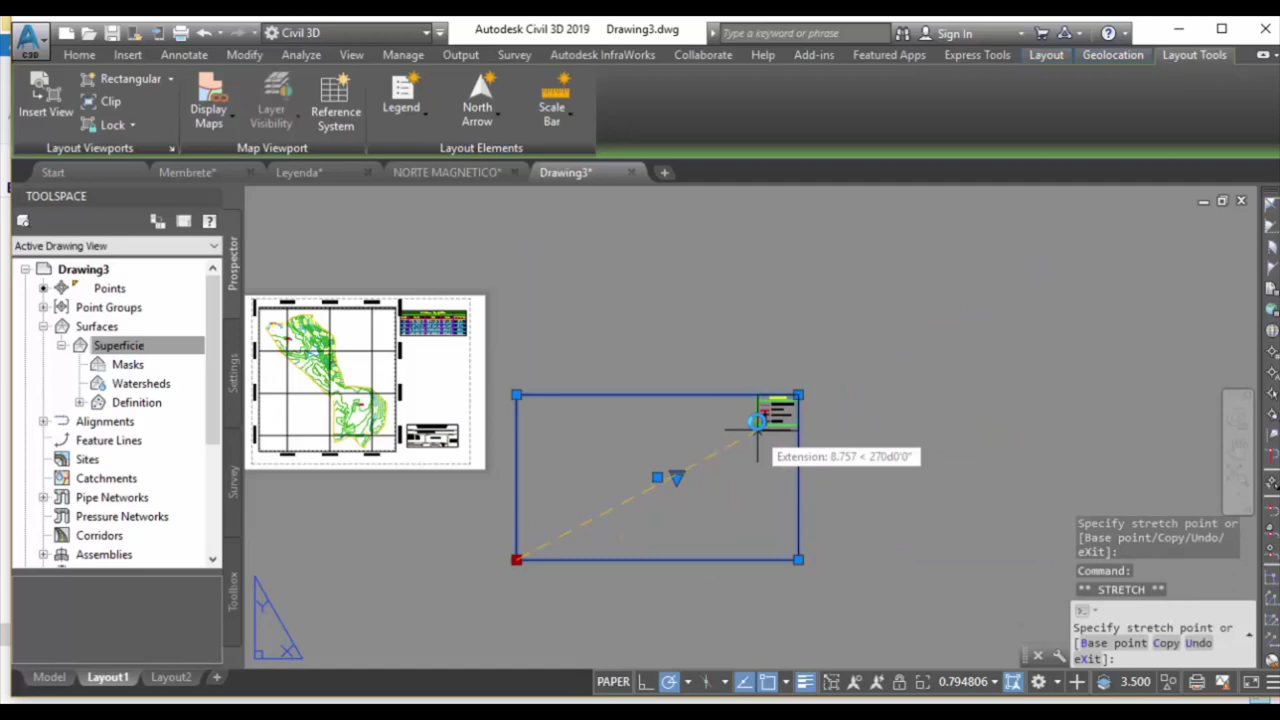 Civil 3D
Autodesk Civil 3D 2019 Drawing3.dwg
Type a keyword or phrase
Sign In
C3D
Home Insert Annotate Modify View Manage Output Survey Autodesk InfraWorks Collaborate Help Add-ins Featured Apps Express Tools Layout Geolocation Layout Tools
Insert View
Rectangular
Clip
Lock
Display Maps
Layer Visibility
Reference System
Legend
North Arrow
Scale Bar
Layout Viewports
Map Viewport
Layout Elements
Start Membrete* Leyenda* NORTE MAGNETICO* Drawing3*
TOOLSPACE
Active Drawing View
Drawing3
Points
Point Groups
Surfaces
Superficie
Masks
Watersheds
Definition
Alignments
Feature Lines
Sites
Catchments
Pipe Networks
Pressure Networks
Corridors
Assemblies
Prospector
Settings
Survey
Toolbox
Extension: 8.757 < 270d0'0"
Y
X
Specify stretch point or
[Base point/Copy/Undo/
eXit]:
Command:
** STRETCH **
Specify stretch point or
[Base point Copy Undo
eXit]:
Model Layout1 Layout2
PAPER
0.794806
3.500